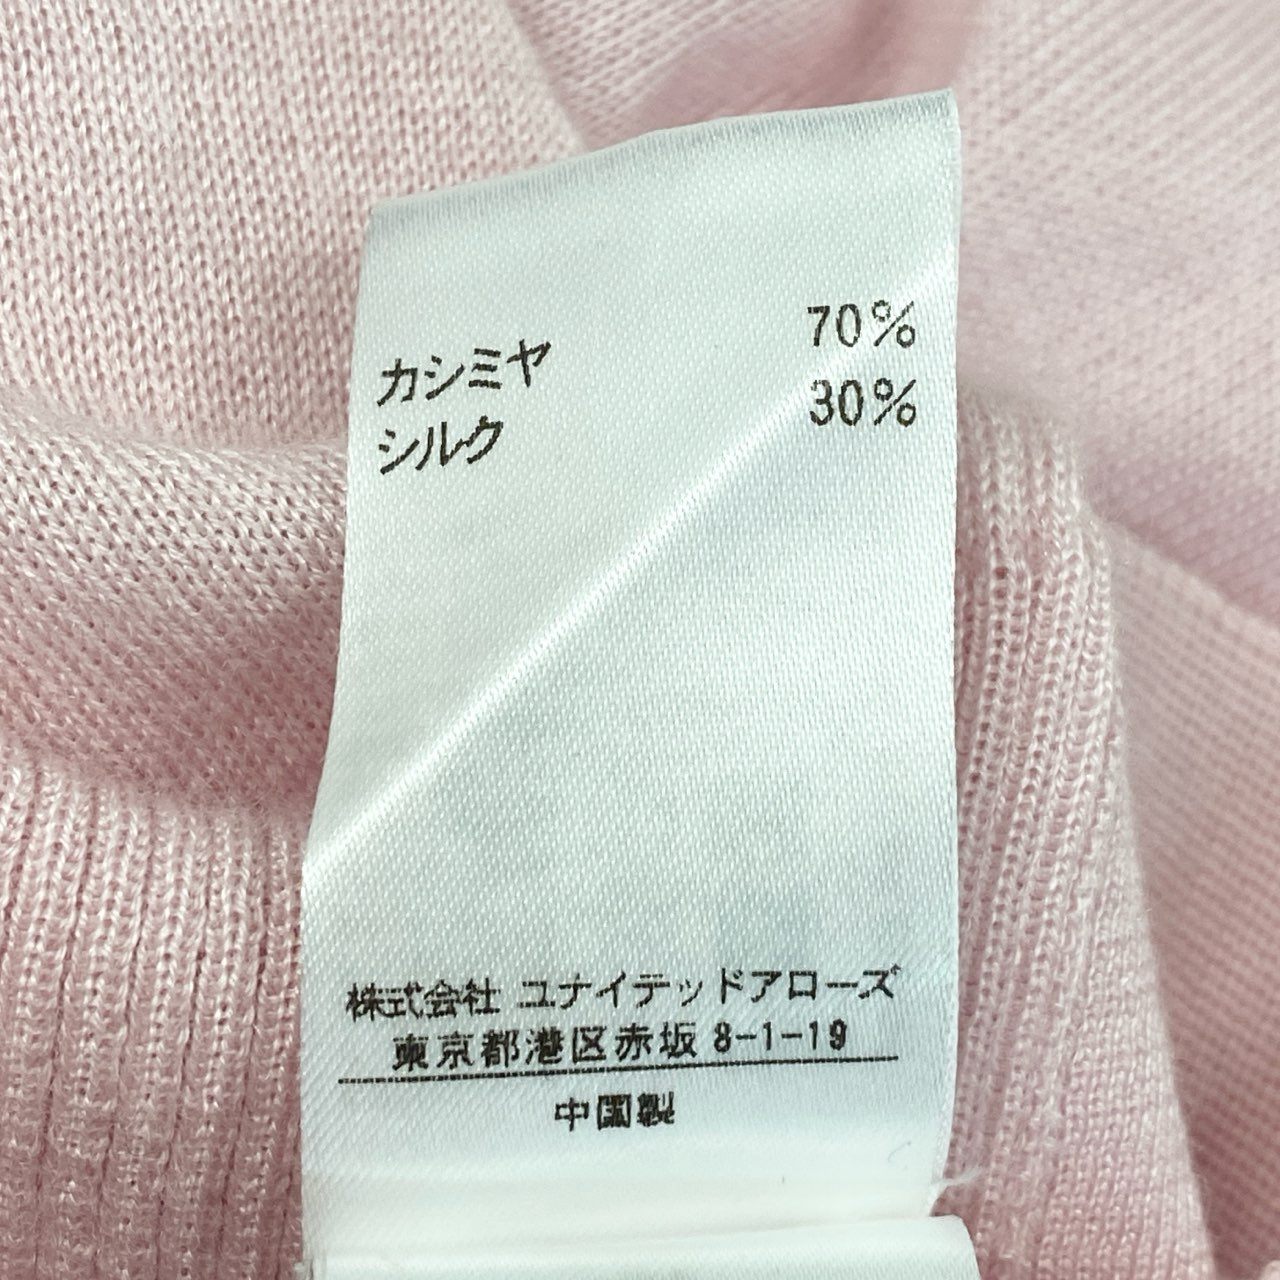 カシミヤ 70%
シルク 30%
株式会社 ユナイテッドアローズ
東京都港区赤坂 8-1-19
中国製